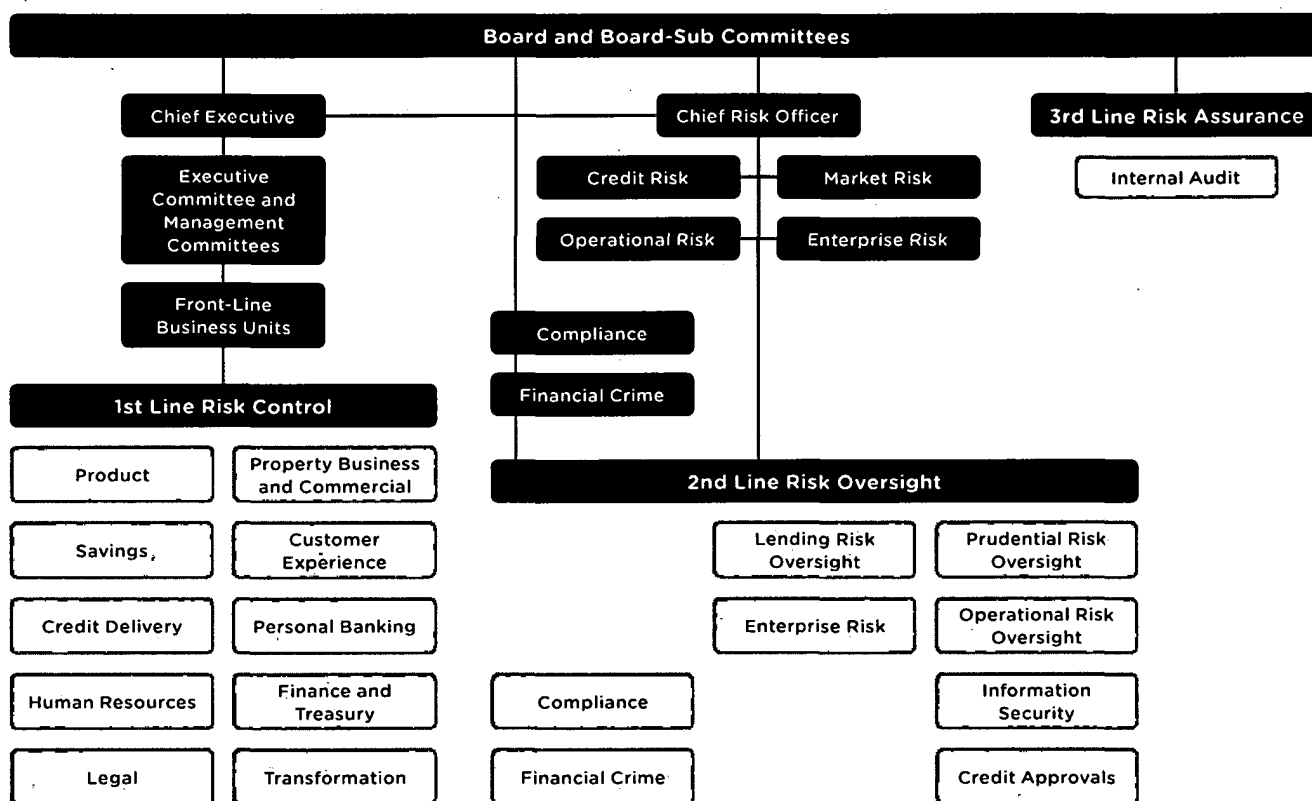 Board and Board-Sub Committees
Chief Executive
Chief Risk Officer
3rd Line Risk Assurance
Executive
Committee and
Management
Committees
Credit Risk
Market Risk
Internal Audit
Operational Risk
Enterprise Risk
Front-Line
Business Units
Compliance
Financial Crime
1st Line Risk Control
2nd Line Risk Oversight
Product
Property Business
and Commercial
Savings
Customer
Experience
Lending Risk
Oversight
Prudential Risk
Oversight
Credit Delivery
Personal Banking
Enterprise Risk
Operational Risk
Oversight
Human Resources
Finance and
Treasury
Compliance
Information
Security
Legal
Transformation
Financial Crime
Credit Approvals